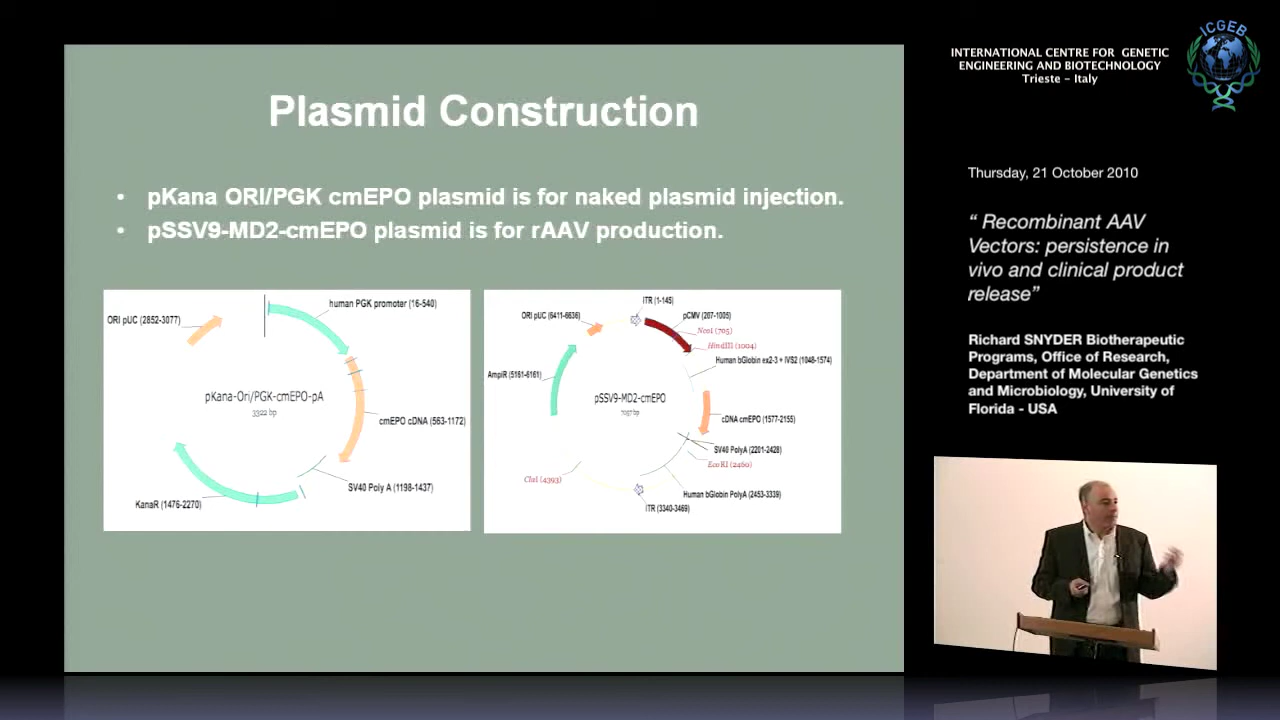 Plasmid Construction
• pKana ORI/PGK cmEPO plasmid is for naked plasmid injection.
• pSSV9-MD2-cmEPO plasmid is for rAAV production.
human PGK promoter (16-540)
ORI pUC (2852-3077)
pKana-Ori/PGK-cmEPO-pA
3322 bp
cmEPO cDNA (563-1172)
SV40 Poly A (1198-1437)
KanaR (1476-2270)
ITR (1-145)
ORI pUC (6411-6636)
pCMV (207-1005)
NcoI (705)
HindIII (1004)
Human bGlobin ex2-3 + IVS2 (1048-1574)
AmpiR (5161-6161)
pSSV9-MD2-cmEPO
cDNA cmEPO (1577-2155)
SV40 PolyA (2201-2428)
EcoRI (2460)
ClaI (4393)
Human bGlobin PolyA (2453-3339)
ITR (3340-3469)
ICGEB
INTERNATIONAL CENTRE FOR GENETIC
ENGINEERING AND BIOTECHNOLOGY
Trieste - Italy
Thursday, 21 October 2010
“ Recombinant AAV
Vectors: persistence in
vivo and clinical product
release”
Richard SNYDER Biotherapeutic
Programs, Office of Research,
Department of Molecular Genetics
and Microbiology, University of
Florida - USA